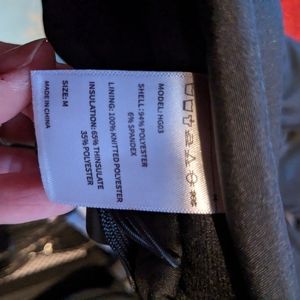 MODEL: HG03
SHELL: 94% POLYESTER
6% SPANDEX
LINING: 100% KNITTED POLYESTER
INSULATION: 65% THINSULATE
35% POLYESTER
SIZE: M
MADE IN CHINA